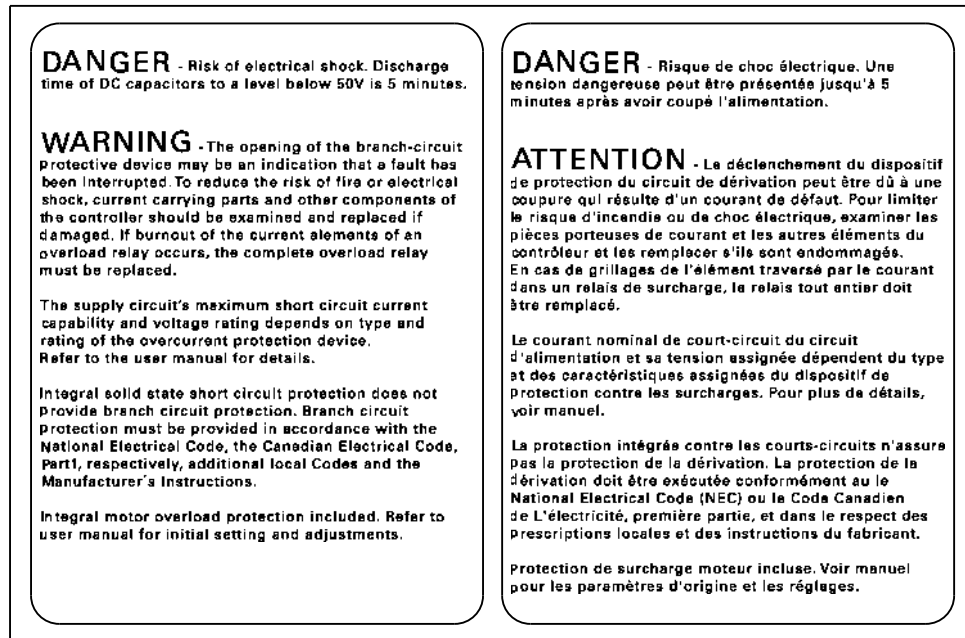 DANGER - Risk of electrical shock. Discharge
time of DC capacitors to a level below 50V is 5 minutes.
WARNING - The opening of the branch-circuit
protective device may be an indication that a fault has
been interrupted. To reduce the risk of fire or electrical
shock, current carrying parts and other components of
the controller should be examined and replaced if
damaged. If burnout of the current elements of an
overload relay occurs, the complete overload relay
must be replaced.
The supply circuit's maximum short circuit current
capability and voltage rating depends on type and
rating of the overcurrent protection device.
Refer to the user manual for details.
Integral solid state short circuit protection does not
provide branch circuit protection. Branch circuit
protection must be provided in accordance with the
National Electrical Code, the Canadian Electrical Code,
Part1, respectively, additional local Codes and the
Manufacturer's Instructions.
Integral motor overload protection included. Refer to
user manual for initial setting and adjustments.
DANGER - Risque de choc électrique. Une
tension dangereuse peut être présentée jusqu'à 5
minutes après avoir coupé l'alimentation.
ATTENTION - Le déclenchement du dispositif
de protection du circuit de dérivation peut être dû à une
coupure qui résulte d'un courant de défaut. Pour limiter
le risque d'incendie ou de choc électrique, examiner les
pièces porteuses de courant et les autres éléments du
contrôleur et les remplacer s'ils sont endommagés.
En cas de grillages de l'élément traversé par le courant
dans un relais de surcharge, le relais tout entier doit
être remplacé.
Le courant nominal de court-circuit du circuit
d'alimentation et sa tension assignée dépendent du type
et des caractéristiques assignées du dispositif de
protection contre les surcharges. Pour plus de détails,
voir manuel.
La protection intégrée contre les courts-circuits n'assure
pas la protection de la dérivation. La protection de la
dérivation doit être exécutée conformément au le
National Electrical Code (NEC) ou le Code Canadien
de L'électricité, première partie, et dans le respect des
prescriptions locales et des instructions du fabricant.
Protection de surcharge moteur incluse. Voir manuel
pour les paramètres d'origine et les réglages.